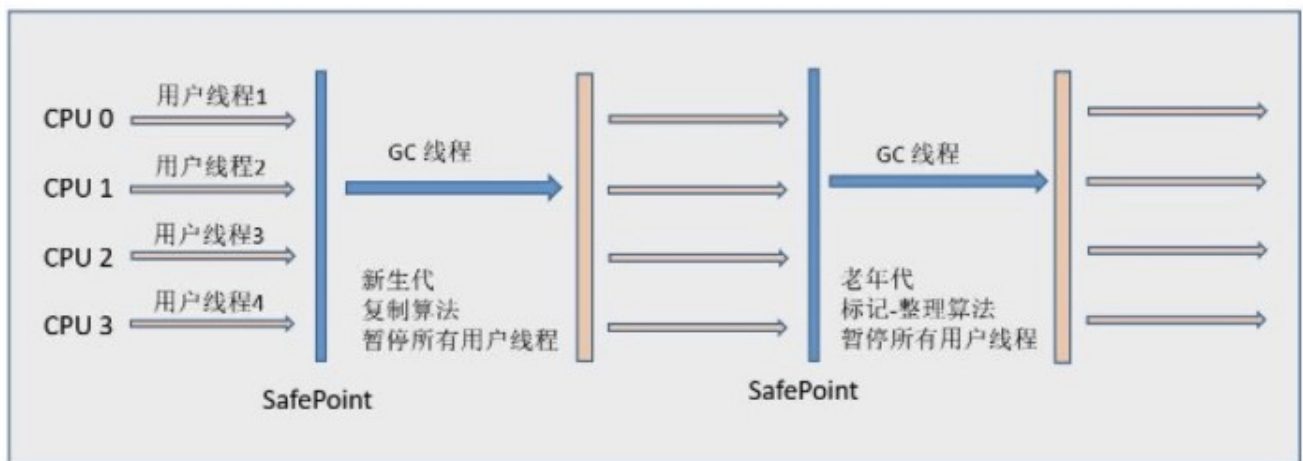 CPU 0
用户线程1
CPU 1
用户线程2
CPU 2
用户线程3
CPU 3
用户线程4
GC 线程
新生代
复制算法
暂停所有用户线程
SafePoint
GC 线程
老年代
标记-整理算法
暂停所有用户线程
SafePoint